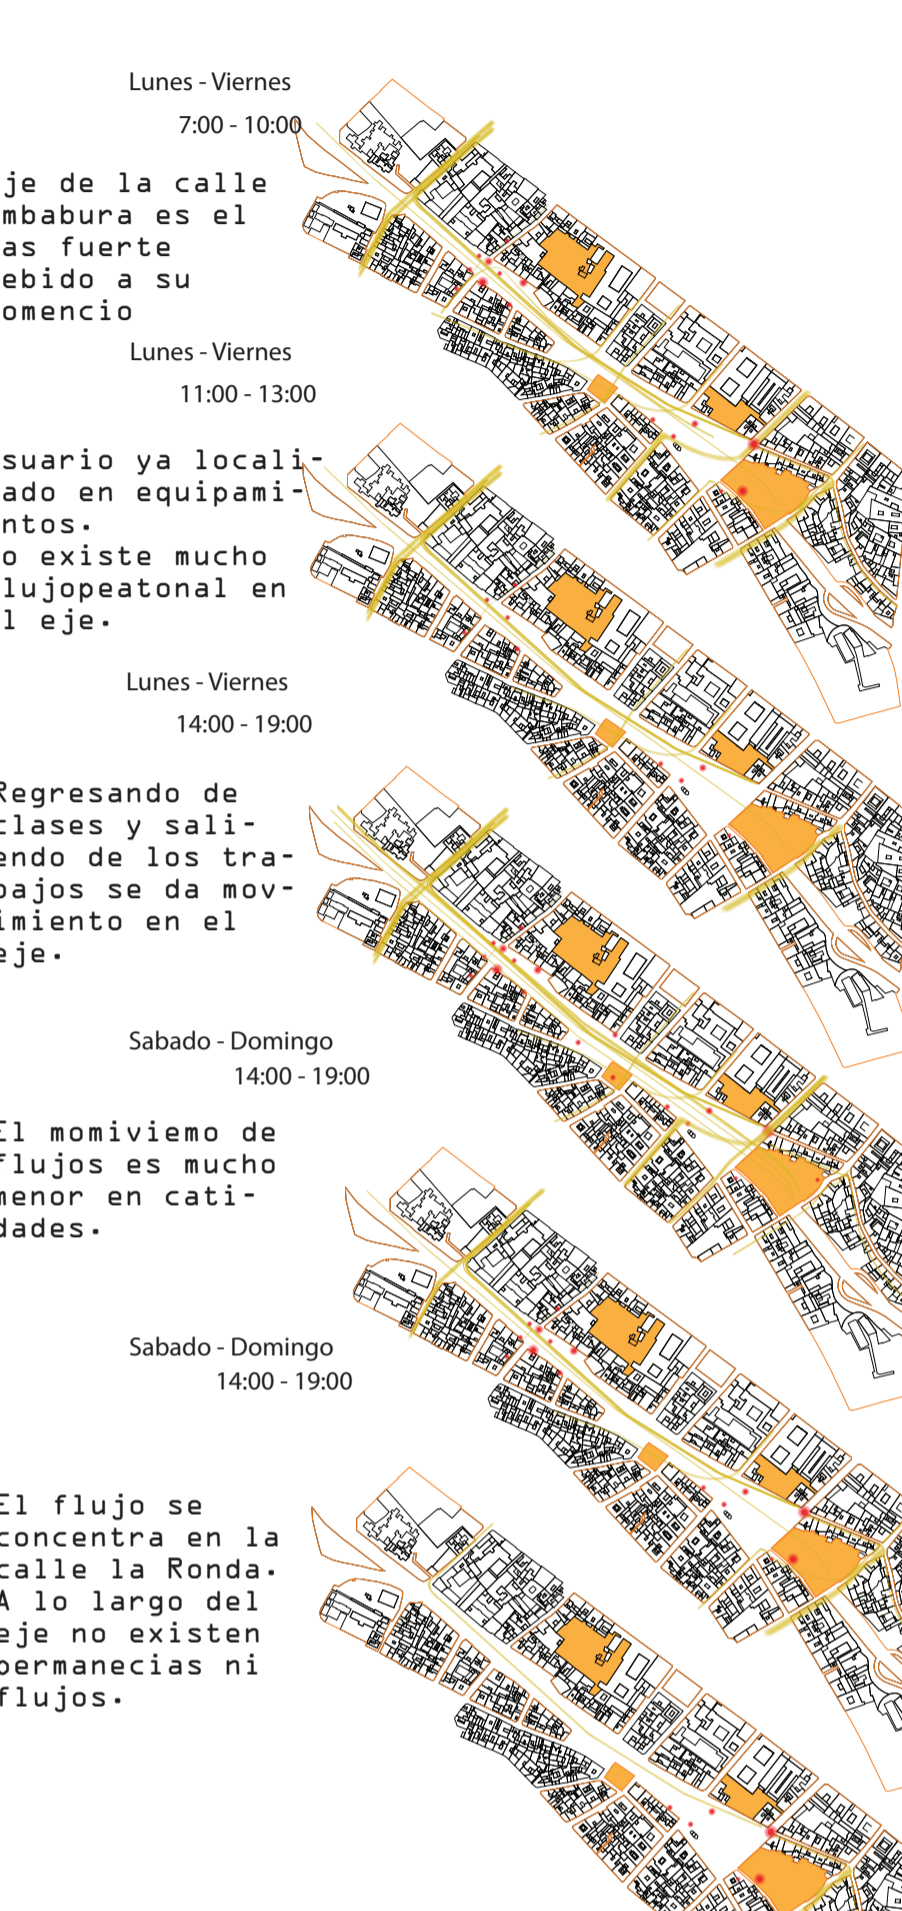 Lunes - Viernes
7:00 - 10:00
je de la calle
mbabura es el
as fuerte
ebido a su
omencio
Lunes - Viernes
11:00 - 13:00
suario ya locali-
ado en equipami-
ntos.
o existe mucho
lujopeatonal en
l eje.
Lunes - Viernes
14:00 - 19:00
Regresando de
clases y sali-
endo de los tra-
bajos se da mov-
imiento en el
eje.
Sabado - Domingo
14:00 - 19:00
El momiviemo de
flujos es mucho
menor en cati-
dades.
Sabado - Domingo
14:00 - 19:00
El flujo se
concentra en la
calle la Ronda.
A lo largo del
eje no existen
permanecias ni
flujos.